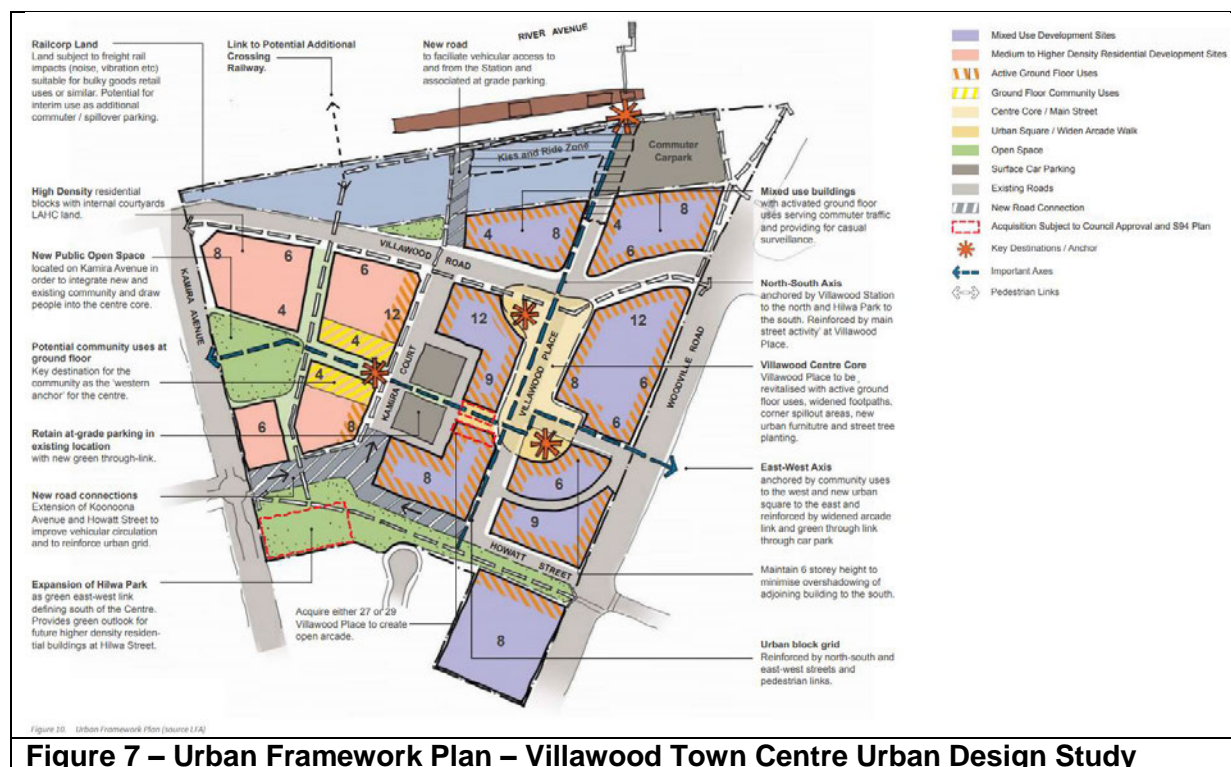 Railcorp Land
Land subject to freight rail
impacts (noise, vibration etc)
suitable for bulky goods retail
uses or similar. Potential for
interim use as additional
commuter / spillover parking.
Link to Potential Additional
Crossing
Railway.
New road
to faciliate vehicular access to
and from the Station and
associated at grade parking.
RIVER AVENUE
Mixed Use Development Sites
Medium to Higher Density Residential Development Sites
Active Ground Floor Uses
Ground Floor Community Uses
Centre Core / Main Street
Urban Square / Widen Arcade Walk
Open Space
Surface Car Parking
Existing Roads
New Road Connection
Acquisition Subject to Council Approval and S94 Plan
Key Destinations / Anchor
Important Axes
Pedestrian Links
High Density residential
blocks with internal courtyards
LAHC land.
New Public Open Space
located on Kamira Avenue in
order to integrate new and
existing community and draw
people into the centre core.
Potential community uses at
ground floor
Key destination for the
community as the 'western
anchor' for the centre.
Retain at-grade parking in
existing location
with new green through-link.
New road connections
Extension of Koonoona
Avenue and Howatt Street to
improve vehicular circulation
and to reinforce urban grid.
Expansion of Hilwa Park
as green east-west link
defining south of the Centre.
Provides green outlook for
future higher density residen-
tial buildings at Hilwa Street.
Kiss and Ride Zone
Commuter
Carpark
4
8
4
8
6
VILLAWOOD ROAD
8
6
4
6
12
4
4
8
6
KAMIRA AVENUE
KAMIRA COURT
12
9
8
VILLAWOOD PLACE
8
6
6
6
9
WOODVILLE ROAD
HOWATT STREET
8
Acquire either 27 or 29
Villawood Place to create
open arcade.
Mixed use buildings
with activated ground floor
uses serving commuter traffic
and providing for casual
surveillance.
North-South Axis
anchored by Villawood Station
to the north and Hilwa Park to
the south. Reinforced by main
street activity' at Villawood
Place.
Villawood Centre Core
Villawood Place to be
revitalised with active ground
floor uses, widened footpaths,
corner spillout areas, new
urban furnitutre and street tree
planting.
East-West Axis
anchored by community uses
to the west and new urban
square to the east and
reinforced by widened arcade
link and green through link
through car park
Maintain 6 storey height to
minimise overshadowing of
adjoining building to the south.
Urban block grid
Reinforced by north-south and
east-west streets and
pedestrian links.
Figure 10. Urban Framework Plan (source LFA)
Figure 7 – Urban Framework Plan – Villawood Town Centre Urban Design Study